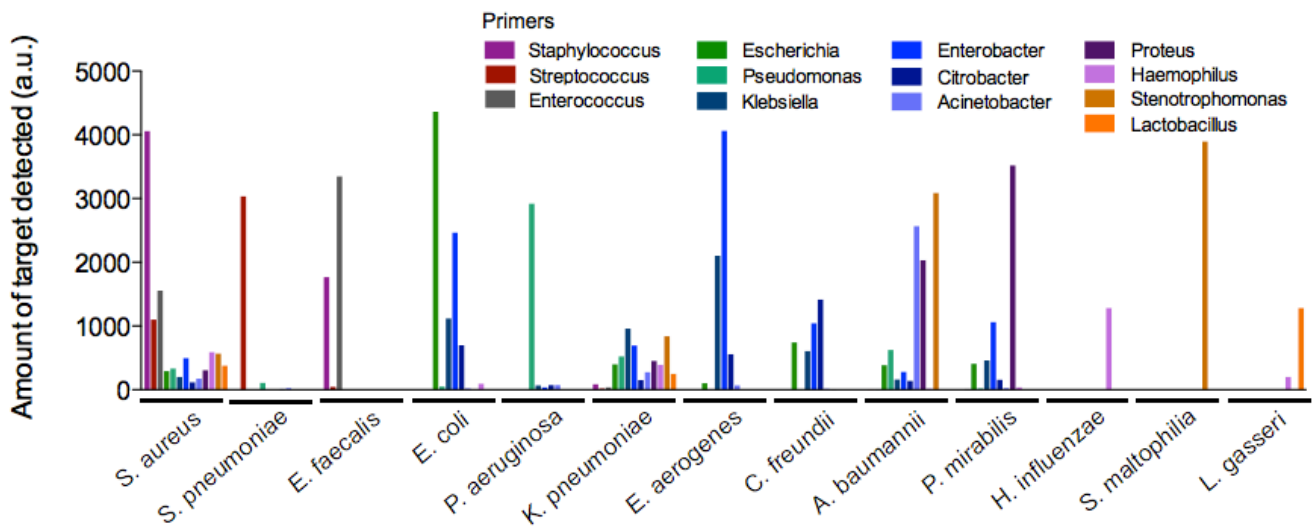 Primers
Staphylococcus
Streptococcus
Enterococcus
Escherichia
Pseudomonas
Klebsiella
Enterobacter
Citrobacter
Acinetobacter
Proteus
Haemophilus
Stenotrophomonas
Lactobacillus
Amount of target detected (a.u.)
5000
4000
3000
2000
1000
0
S. aureus
S. pneumoniae
E. faecalis
E. coli
P. aeruginosa
K. pneumoniae
E. aerogenes
C. freundii
A. baumannii
P. mirabilis
H. influenzae
S. maltophilia
L. gasseri